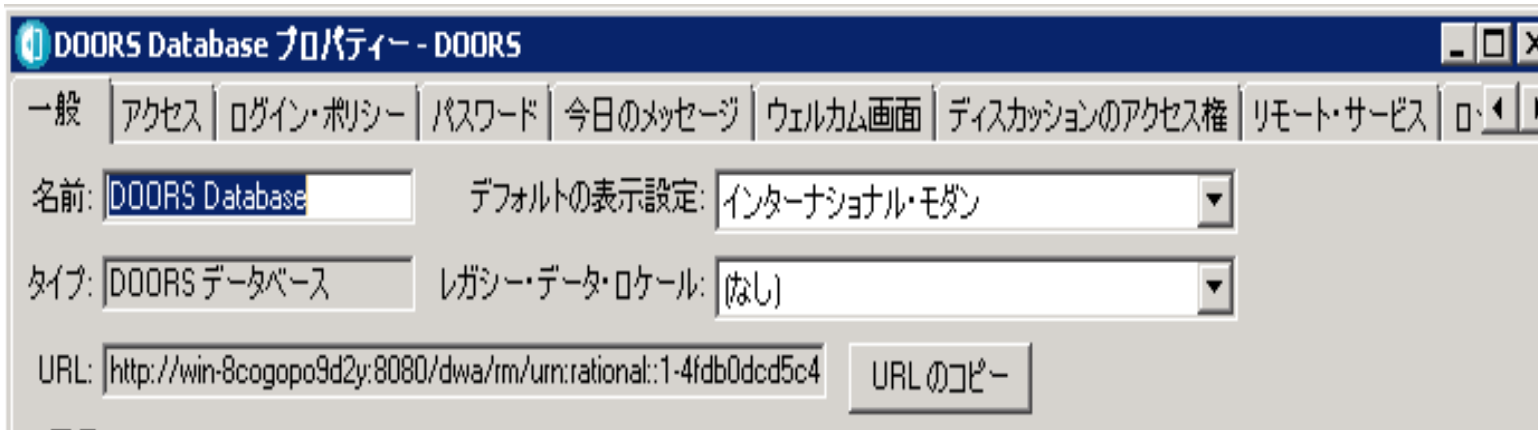 DOORS Database プロパティー - DOORS
一般 アクセス ログイン・ポリシー パスワード 今日のメッセージ ウェルカム画面 ディスカッションのアクセス権 リモート・サービス
名前: DOORS Database デフォルトの表示設定: インターナショナル・モダン
タイプ: DOORS データベース レガシー・データ・ロケール: (なし)
URL: http://win-8cogopo9d2y:8080/dwa/rm/urn:rational::1-4fdb0dcd5c4 URL のコピー